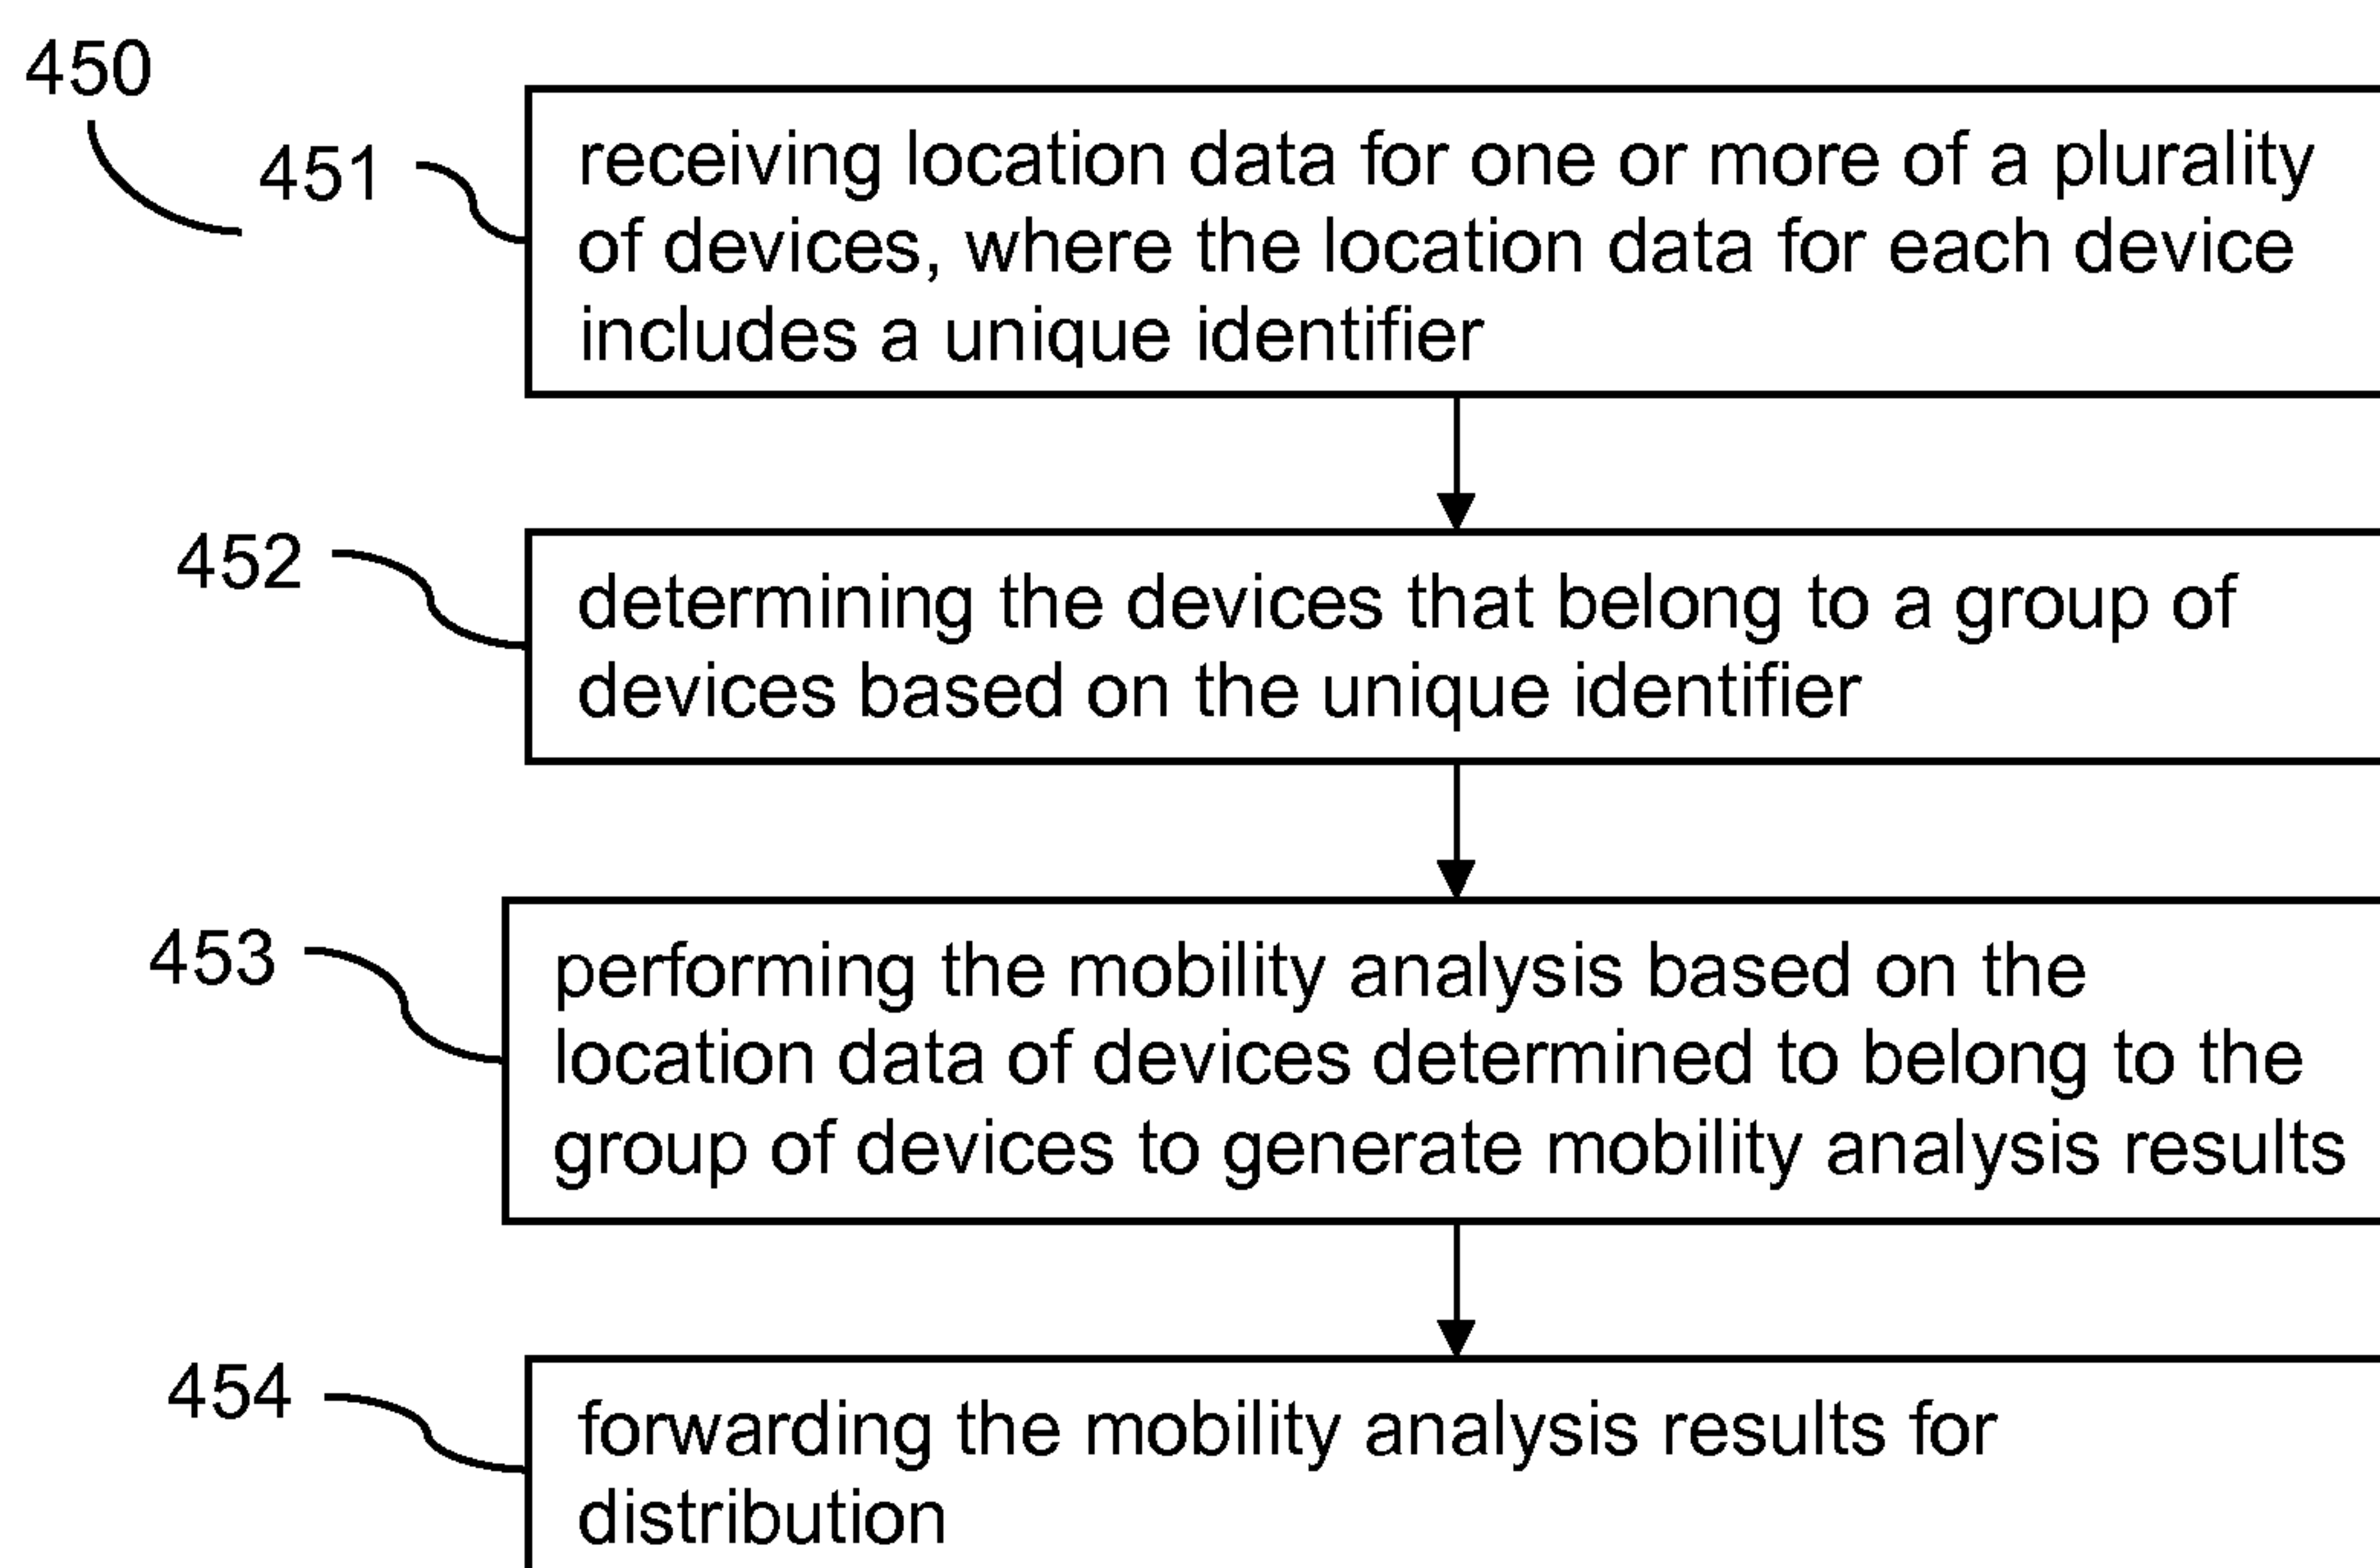 450
451
receiving location data for one or more of a plurality
of devices, where the location data for each device
includes a unique identifier
452
determining the devices that belong to a group of
devices based on the unique identifier
453
performing the mobility analysis based on the
location data of devices determined to belong to the
group of devices to generate mobility analysis results
454
forwarding the mobility analysis results for
distribution